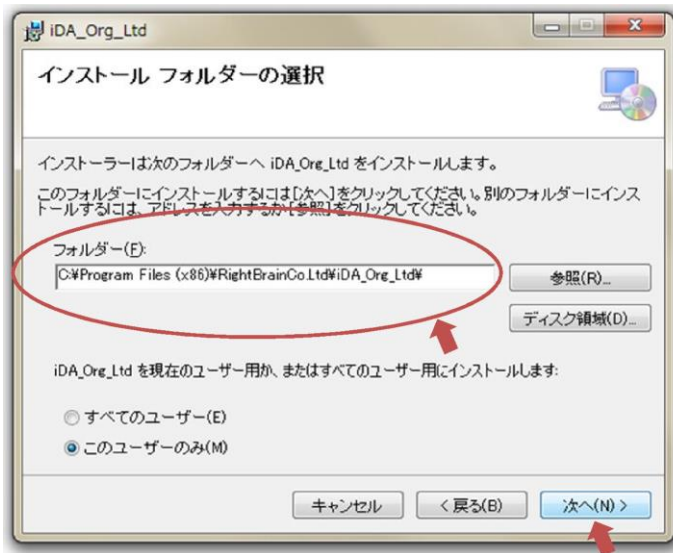 iDA_Org_Ltd
インストール フォルダーの選択
インストーラーは次のフォルダーへ iDA_Org_Ltd をインストールします。
このフォルダーにインストールするには[次へ]をクリックしてください。別のフォルダーにインス
トールするには、アドレスを入力するか[参照]をクリックしてください。
フォルダー(F):
C:¥Program Files (x86)¥RightBrainCo.Ltd¥iDA_Org_Ltd¥
参照(R)...
ディスク領域(D)...
iDA_Org_Ltd を現在のユーザー用か、またはすべてのユーザー用にインストールします:
すべてのユーザー(E)
このユーザーのみ(M)
キャンセル
< 戻る(B)
次へ(N) >